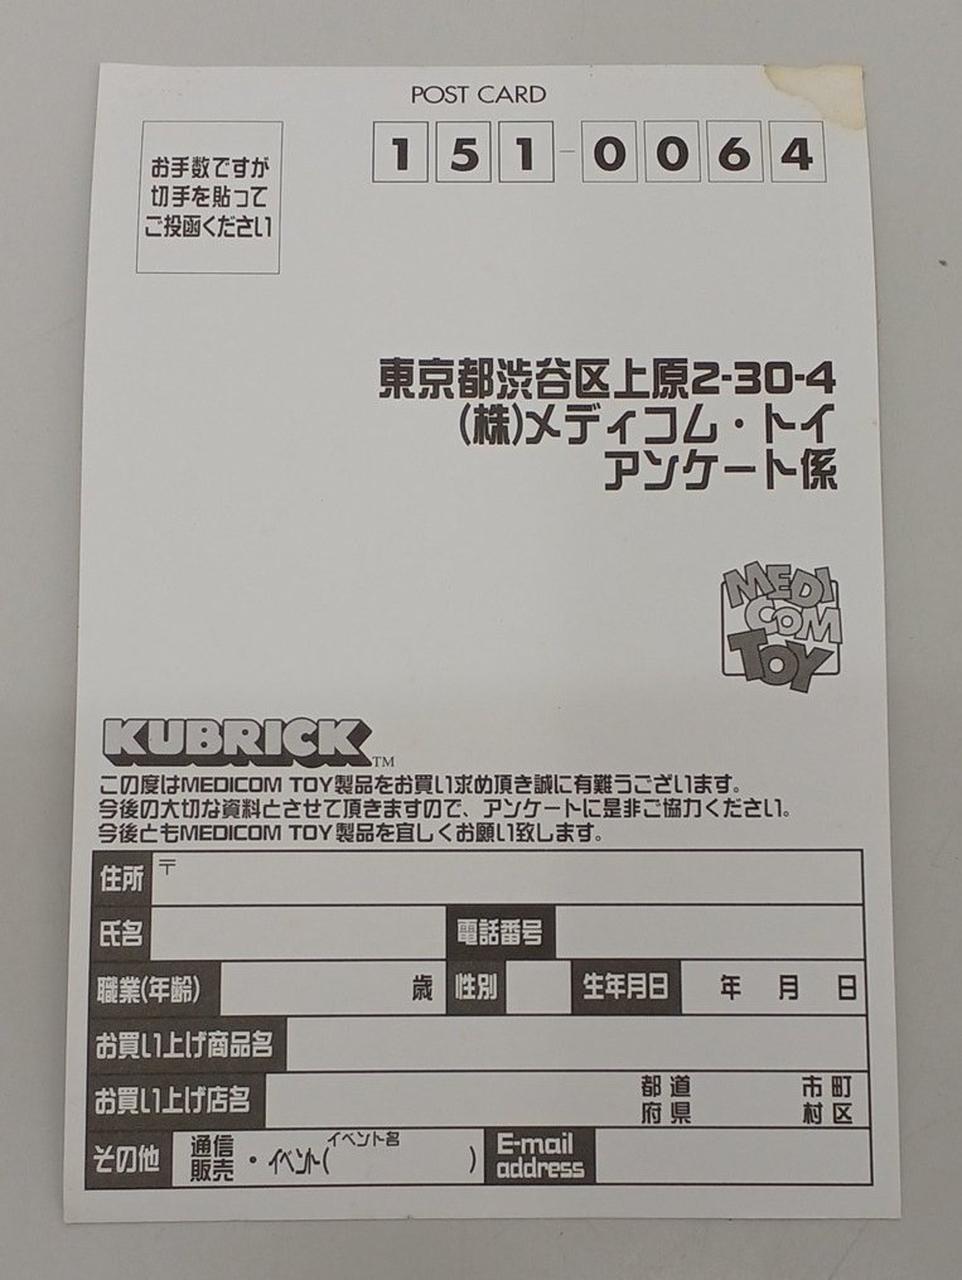 POST CARD
151-0064
お手数ですが
切手を貼って
ご投函ください
東京都渋谷区上原2-30-4
(株)メディコム・トイ
アンケート係
MEDI
COM
TOY
KUBRICK TM
この度はMEDICOM TOY製品をお買い求め頂き誠に有難うございます。
今後の大切な資料とさせて頂きますので、アンケートに是非ご協力ください。
今後ともMEDICOM TOY製品を宜しくお願い致します。
住所 〒
氏名 電話番号
職業(年齢) 歳 性別 生年月日 年 月 日
お買い上げ商品名
お買い上げ店名 都道 市町
府県 村区
その他 通信 イベント名 E-mail
販売 ・イベント( ) address